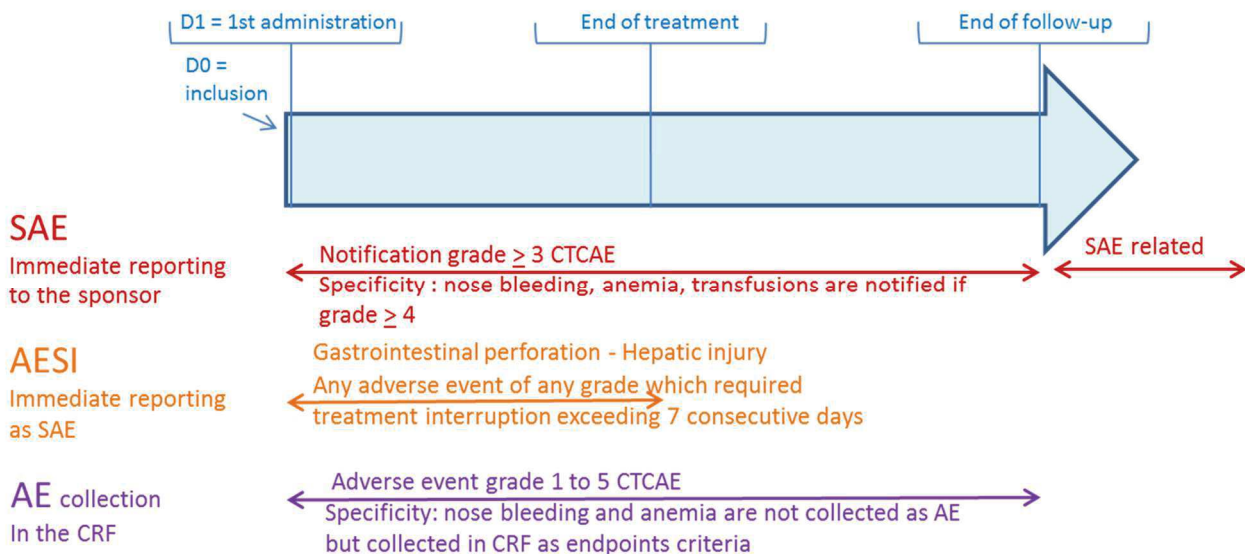 D1 = 1st administration
End of treatment
End of follow-up
D0 =
inclusion
SAE
Immediate reporting
to the sponsor
Notification grade ≥ 3 CTCAE
Specificity : nose bleeding, anemia, transfusions are notified if
grade ≥ 4
SAE related
AESI
Immediate reporting
as SAE
Gastrointestinal perforation - Hepatic injury
Any adverse event of any grade which required
treatment interruption exceeding 7 consecutive days
AE collection
In the CRF
Adverse event grade 1 to 5 CTCAE
Specificity: nose bleeding and anemia are not collected as AE
but collected in CRF as endpoints criteria